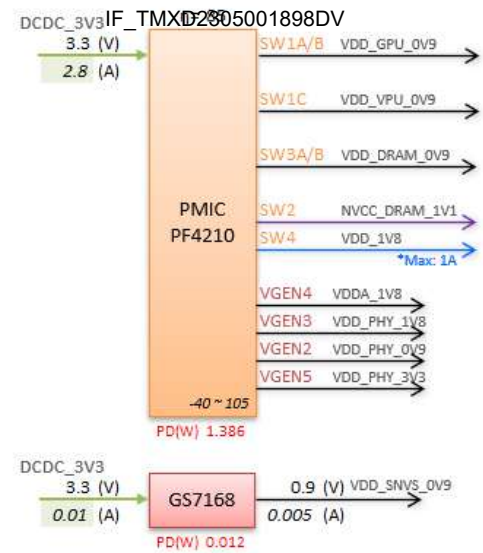 DCDC_3V3 IF_TMXD2305001898DV
3.3 (V)
2.8 (A)
SW1A/B VDD_GPU_0V9
SW1C VDD_VPU_0V9
SW3A/B VDD_DRAM_0V9
PMIC
PF4210
SW2 NVCC_DRAM_1V1
SW4 VDD_1V8
*Max: 1A
VGEN4 VDDA_1V8
VGEN3 VDD_PHY_1V8
VGEN2 VDD_PHY_0V9
VGEN5 VDD_PHY_3V3
-40 ~ 105
PD(W) 1.386
DCDC_3V3
3.3 (V)
0.01 (A)
GS7168
0.9 (V) VDD_SNVS_0V9
0.005 (A)
PD(W) 0.012